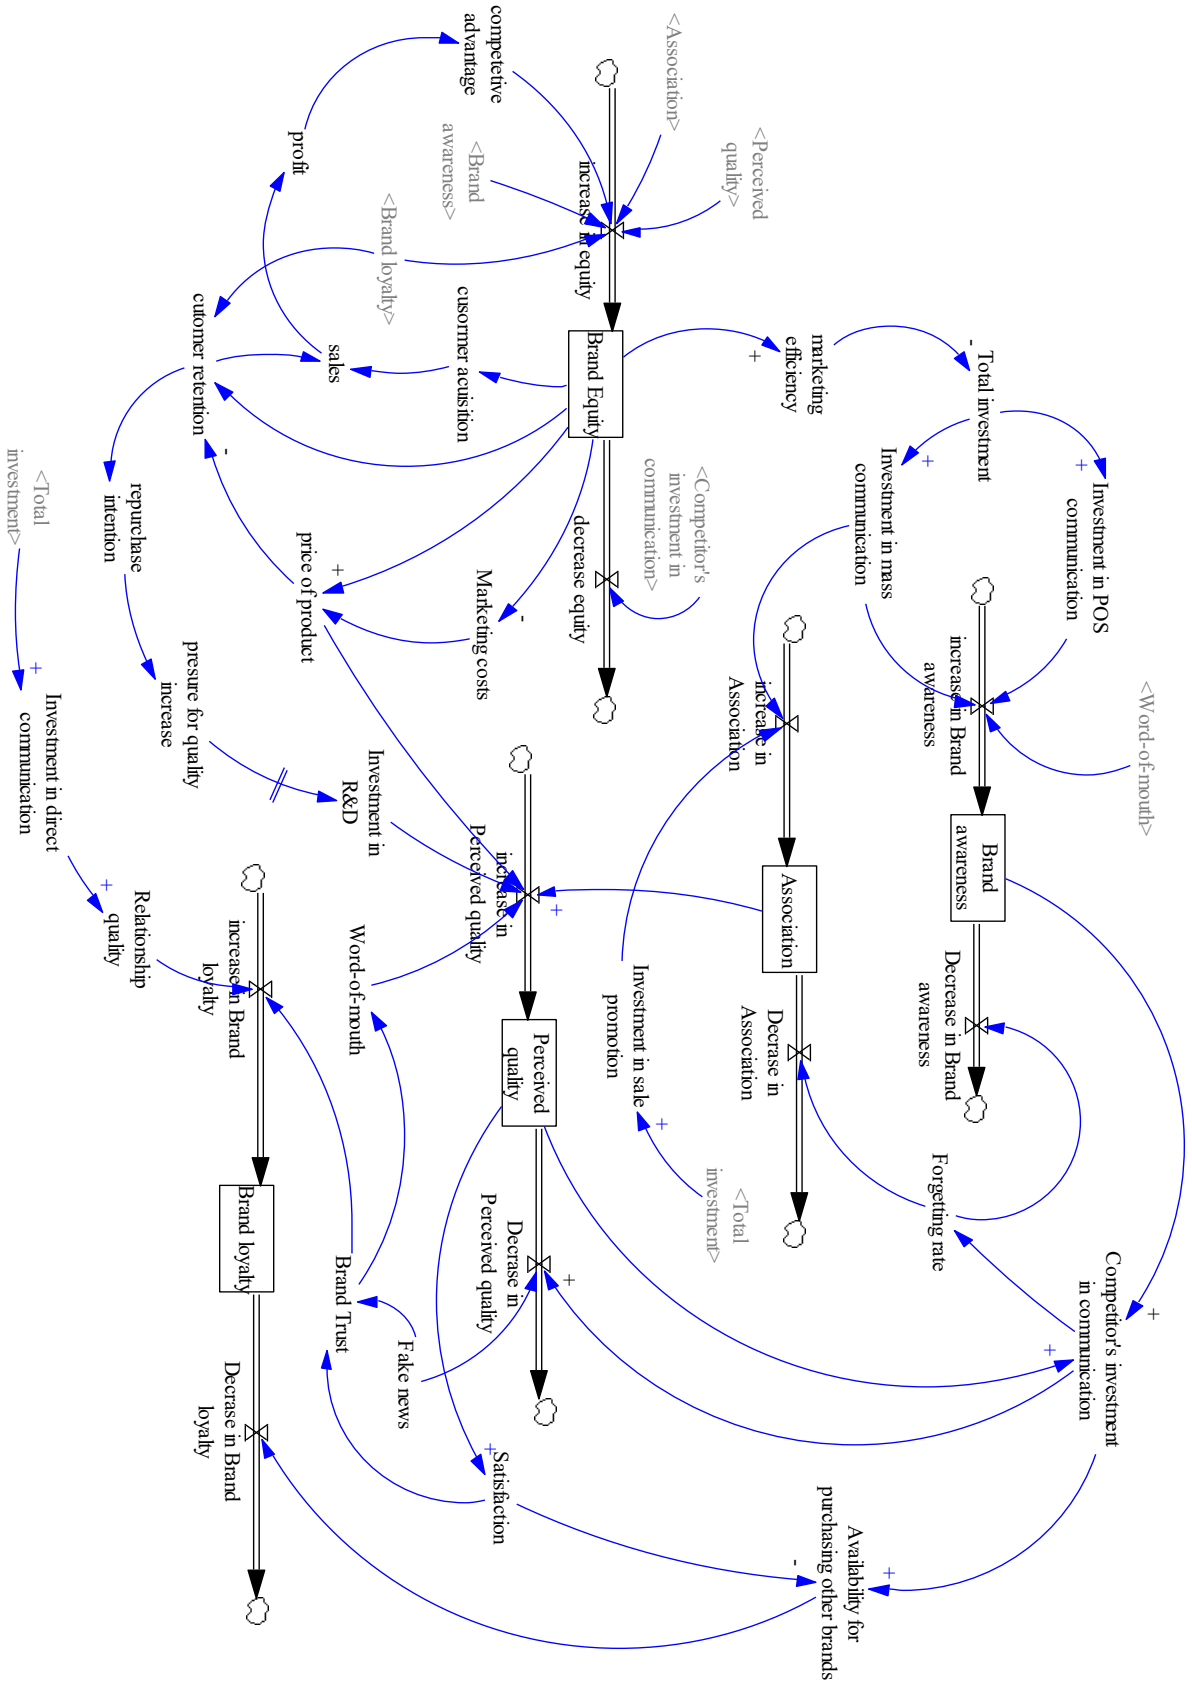 <Word-of-mouth>
Investment in POS
communication
Competitor's investment
in communication
Total investment
Brand
awareness
increase in Brand
awareness
Decrease in Brand
awareness
Forgetting rate
Investment in mass
communication
Availability for
purchasing other brands
marketing
efficiency
Association
increase in
Association
Decrase in
Association
<Perceived
quality>
<Total
investment>
<Competitor's
investment in
communication>
<Association>
Investment in sale
promotion
Brand Equity
increase in equity
decrease equity
Perceived
quality
increase in
Perceived quality
Decrase in
Perceived quality
Satisfaction
competetive
advantage
<Brand
awareness>
cusormer acuisition
Marketing costs
Fake news
<Brand loyalty>
Investment in
R&D
Word-of-mouth
Brand Trust
sales
price of product
profit
Brand loyalty
increase in Brand
loyalty
Decrase in Brand
loyalty
cutomer retention
presure for quality
increase
repurchase
intention
Relationship
quality
<Total
investment>
Investment in direct
communication